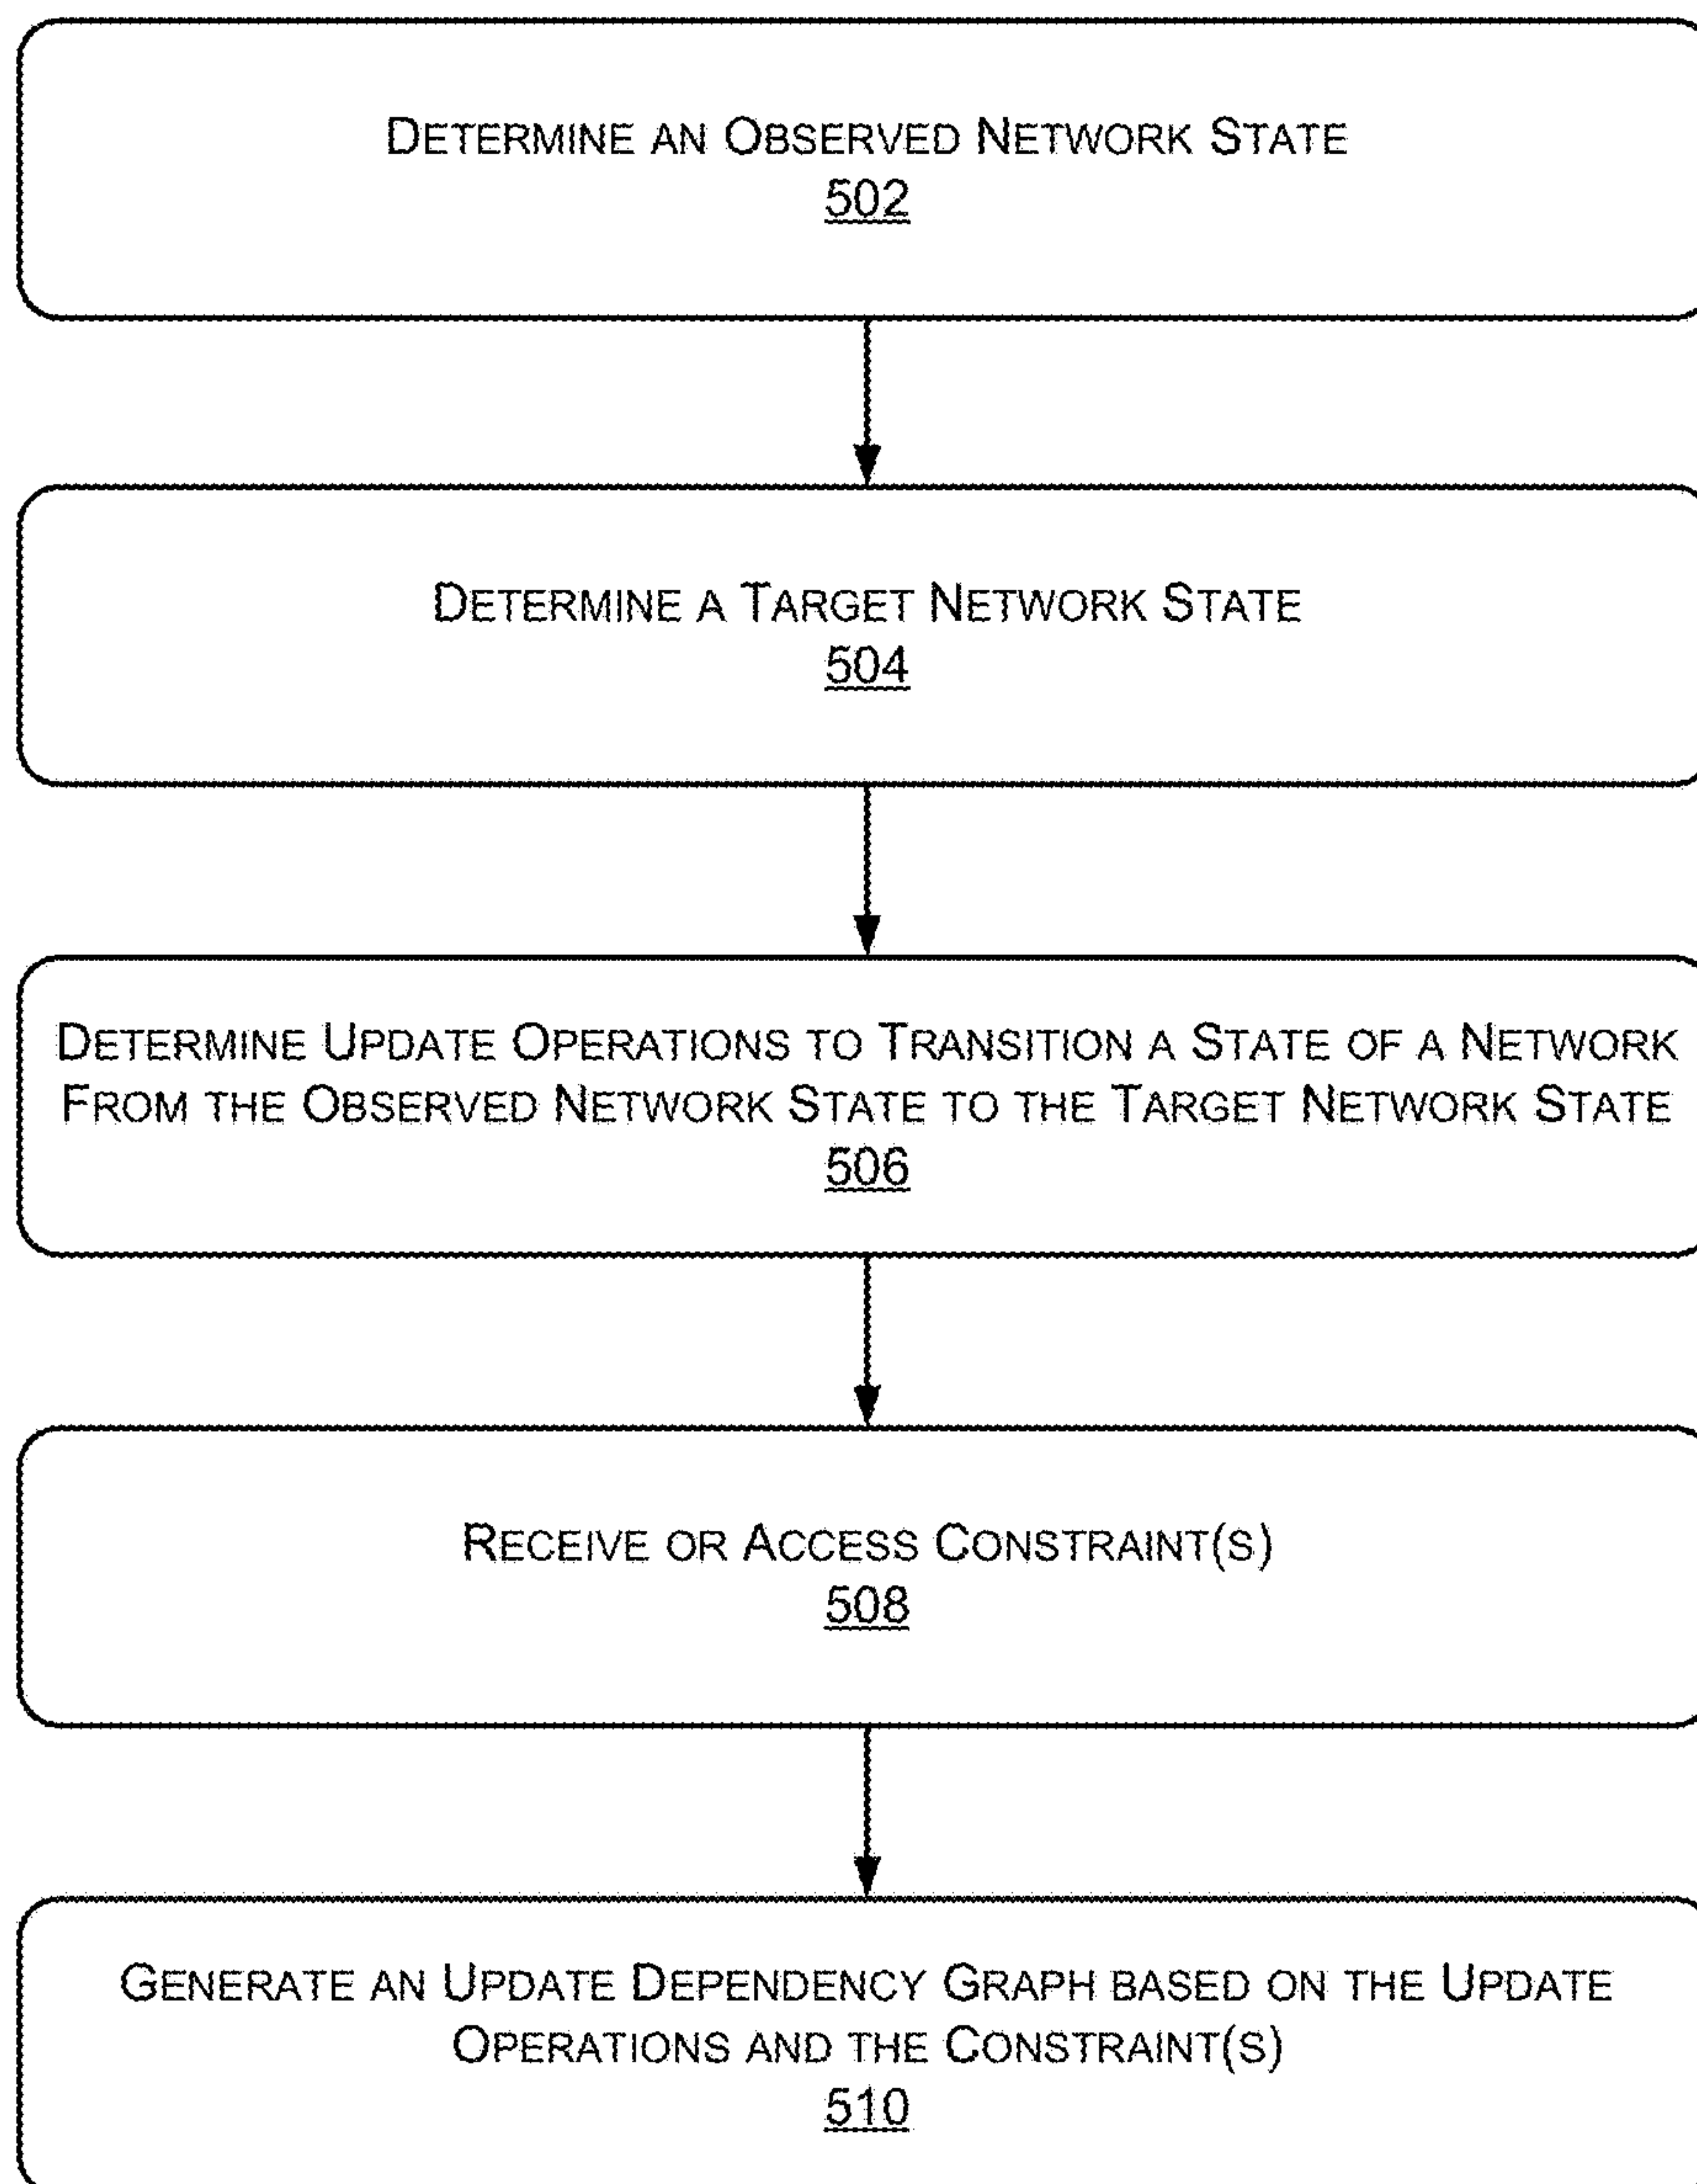 DETERMINE AN OBSERVED NETWORK STATE
502
DETERMINE A TARGET NETWORK STATE
504
DETERMINE UPDATE OPERATIONS TO TRANSITION A STATE OF A NETWORK
FROM THE OBSERVED NETWORK STATE TO THE TARGET NETWORK STATE
506
RECEIVE OR ACCESS CONSTRAINT(S)
508
GENERATE AN UPDATE DEPENDENCY GRAPH BASED ON THE UPDATE
OPERATIONS AND THE CONSTRAINT(S)
510